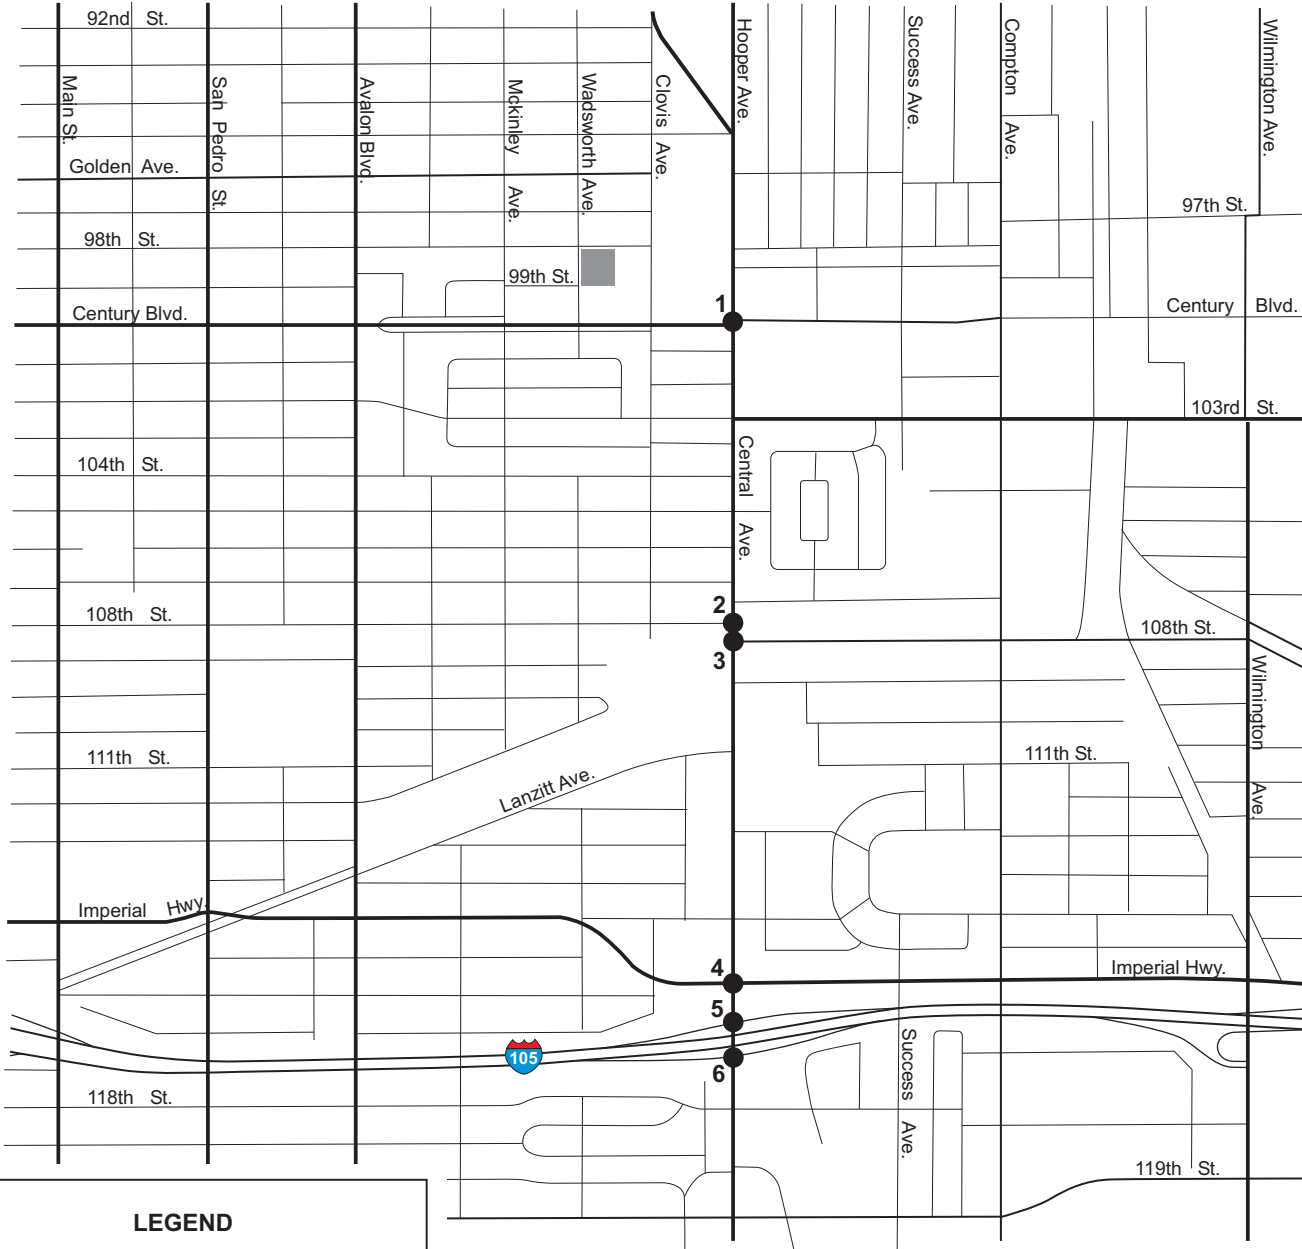 92nd St.
Main St.
San Pedro St.
Avalon Blvd.
Mckinley Ave.
Wadsworth Ave.
Clovis Ave.
Hooper Ave.
Success Ave.
Compton Ave.
Wilmington Ave.
Golden Ave.
97th St.
98th St.
99th St.
1
Century Blvd.
Century Blvd.
103rd St.
104th St.
Central Ave.
2
108th St.
3
108th St.
Wilmington Ave.
111th St.
111th St.
Lanzitt Ave.
Imperial Hwy.
4
Imperial Hwy.
5
105
6
Success Ave.
118th St.
119th St.
LEGEND